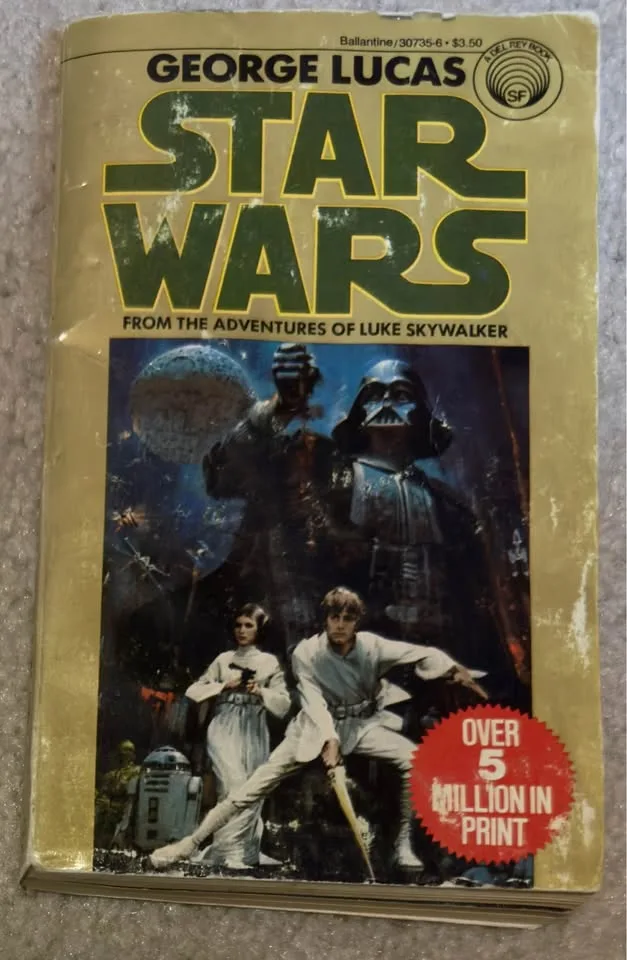 Ballantine/30735-6 • $3.50
A DEL REY BOOK
SF
GEORGE LUCAS
STAR
WARS
FROM THE ADVENTURES OF LUKE SKYWALKER
OVER
5
MILLION IN
PRINT